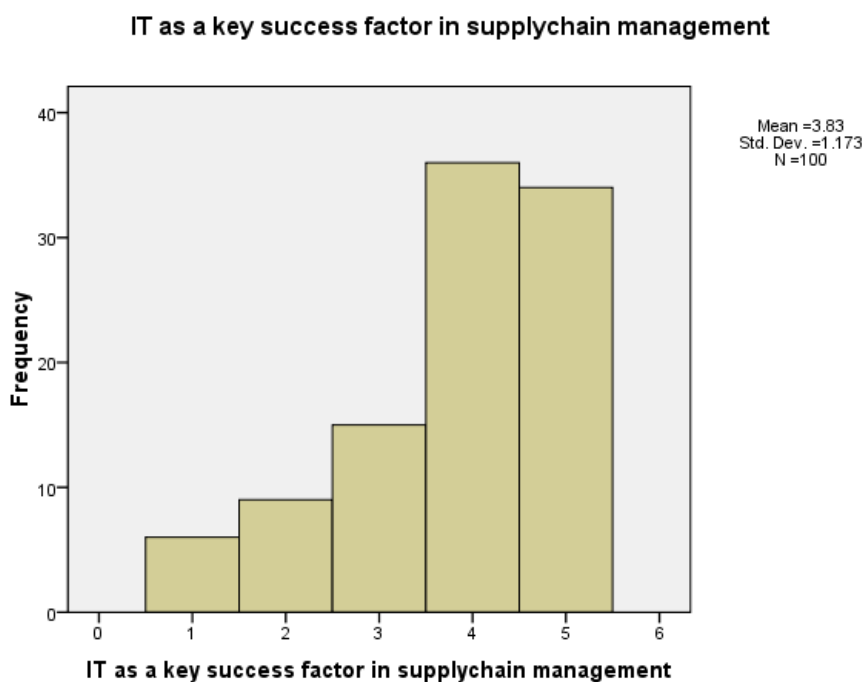 IT as a key success factor in supplychain management
Mean =3.83
Std. Dev. =1.173
N =100
Frequency
40
30
20
10
0
0 1 2 3 4 5 6
IT as a key success factor in supplychain management